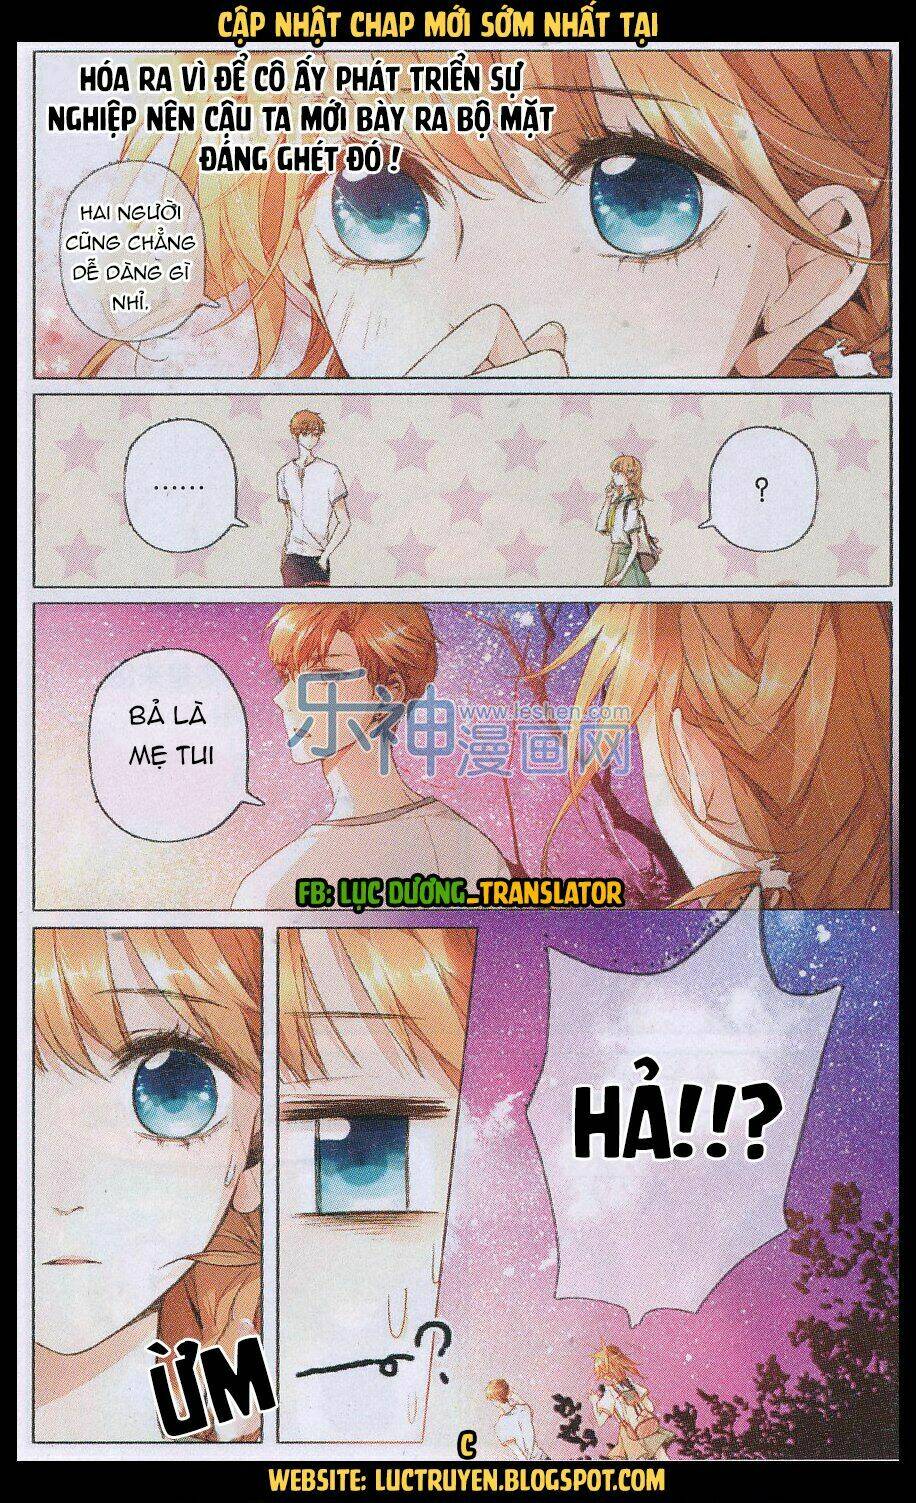 CẬP NHẬT CHAP MỚI SỚM NHẤT TẠI
HÓA RA VÌ ĐỂ CÔ ẤY PHÁT TRIỂN SỰ
NGHIỆP NÊN CẬU TA MỚI BÀY RA BỘ MẶT
ĐÁNG GHÉT ĐÓ !
HAI NGƯỜI
CŨNG CHẲNG
DỄ DÀNG GÌ
NHỈ.
......
?
BẢ LÀ
MẸ TUI
乐神漫画网
www.leshen.com
FB: LỤC DƯƠNG_TRANSLATOR
HẢ!!!?
ỪM
?
C
WEBSITE: LUCTRUYEN.BLOGSPOT.COM